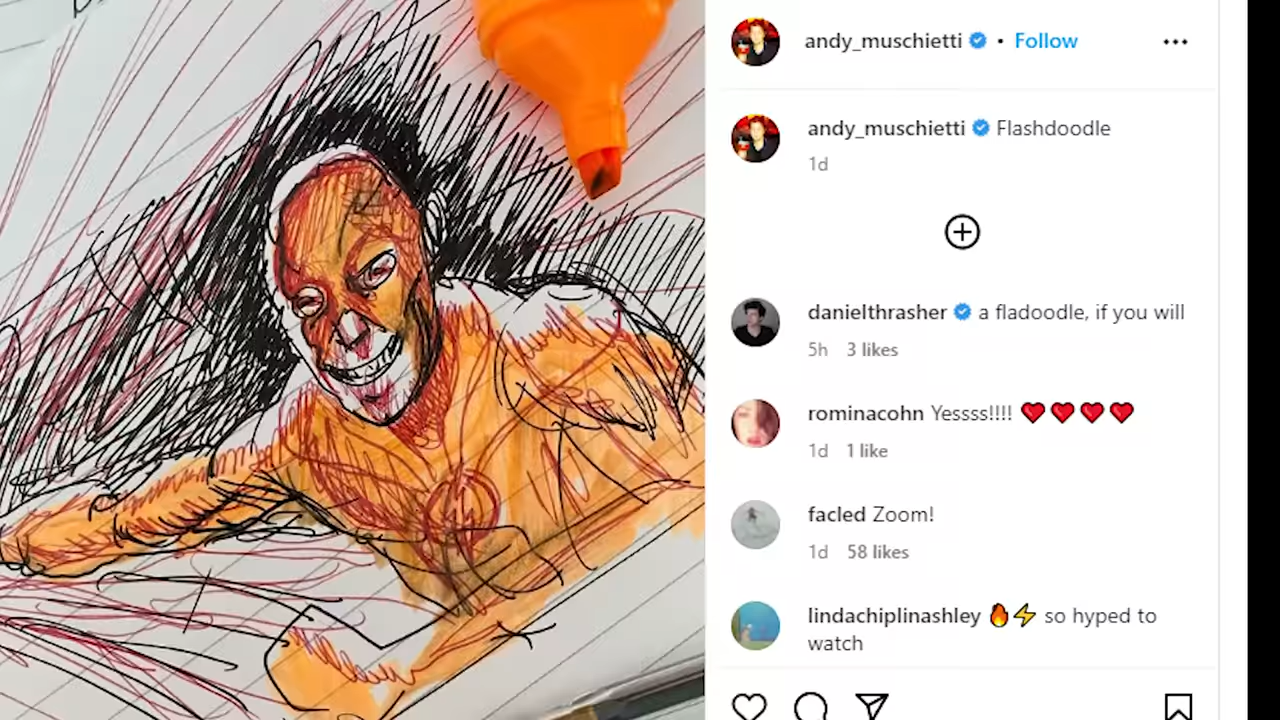 andy_muschietti • Follow
andy_muschietti Flashdoodle
1d
danielthrasher a fladoodle, if you will
5h 3 likes
rominacohn Yessss!!!! ❤️❤️❤️❤️
1d 1 like
facled Zoom!
1d 58 likes
lindachiplinashley 🔥⚡ so hyped to
watch